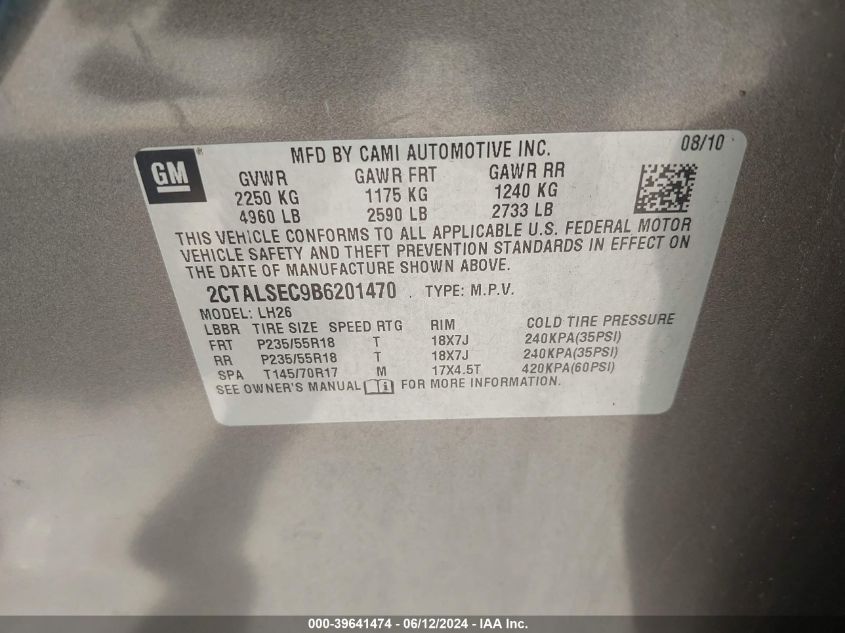 GM
MFD BY CAMI AUTOMOTIVE INC.
08/10
GVWR GAWR FRT GAWR RR
2250 KG 1175 KG 1240 KG
4960 LB 2590 LB 2733 LB
THIS VEHICLE CONFORMS TO ALL APPLICABLE U.S. FEDERAL MOTOR
VEHICLE SAFETY AND THEFT PREVENTION STANDARDS IN EFFECT ON
THE DATE OF MANUFACTURE SHOWN ABOVE.
2CTALSEC9B6201470 TYPE: M.P.V.
MODEL: LH26
LBBR TIRE SIZE SPEED RTG RIM COLD TIRE PRESSURE
FRT P235/55R18 T 18X7J 240KPA(35PSI)
RR P235/55R18 T 18X7J 240KPA(35PSI)
SPA T145/70R17 M 17X4.5T 420KPA(60PSI)
SEE OWNER'S MANUAL FOR MORE INFORMATION.
000-39641474 - 06/12/2024 - IAA Inc.